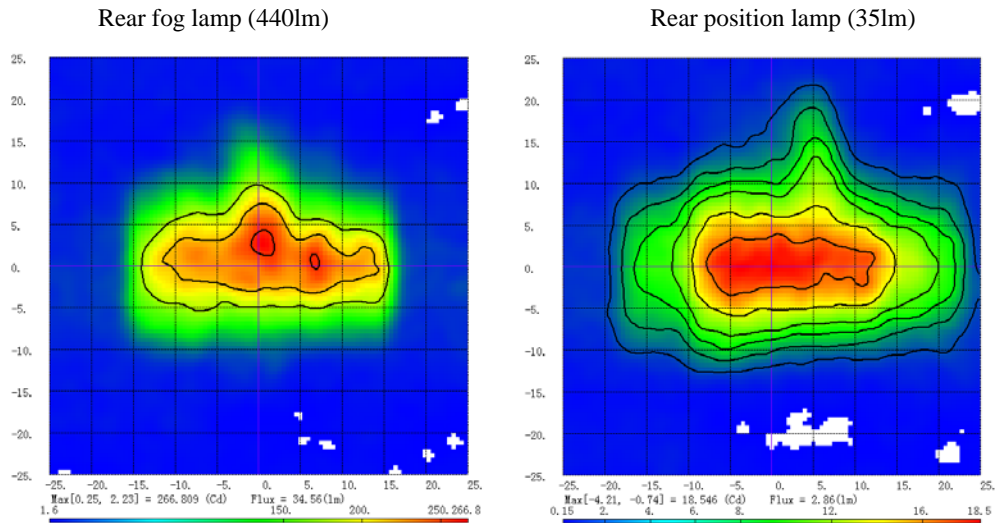 Rear fog lamp (440lm)
25.
20.
15.
10.
5.
0.
-5.
-10.
-15.
-20.
-25.
-25. -20. -15. -10. -5. 0. 5. 10. 15. 20. 25.
Max[0.25, 2.23] = 266.809 (Cd) Flux = 34.56(lm)
1.6 150. 200. 250. 266.8
Rear position lamp (35lm)
25.
20.
15.
10.
5.
0.
-5.
-10.
-15.
-20.
-25.
-25. -20. -15. -10. -5. 0. 5. 10. 15. 20. 25.
Max[-4.21, -0.74] = 18.546 (Cd) Flux = 2.86(lm)
0.15 2. 4. 6. 8. 12. 16. 18.5